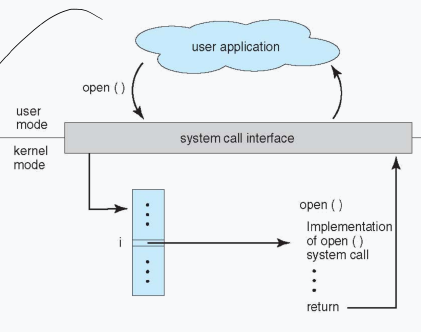 user application
open ( )
user
mode
system call interface
kernel
mode
i
open ( )
Implementation
of open ( )
system call
return